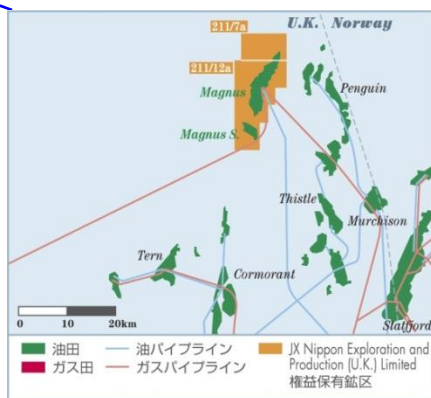 211/7a
U.K. Norway
211/12a
Magnus
Penguin
Magnus S.
Thistle
Murchison
Tern
Cormorant
Statfjord
0 10 20km
油田
油パイプライン
JX Nippon Exploration and
Production (U.K.) Limited
権益保有鉱区
ガス田
ガスパイプライン